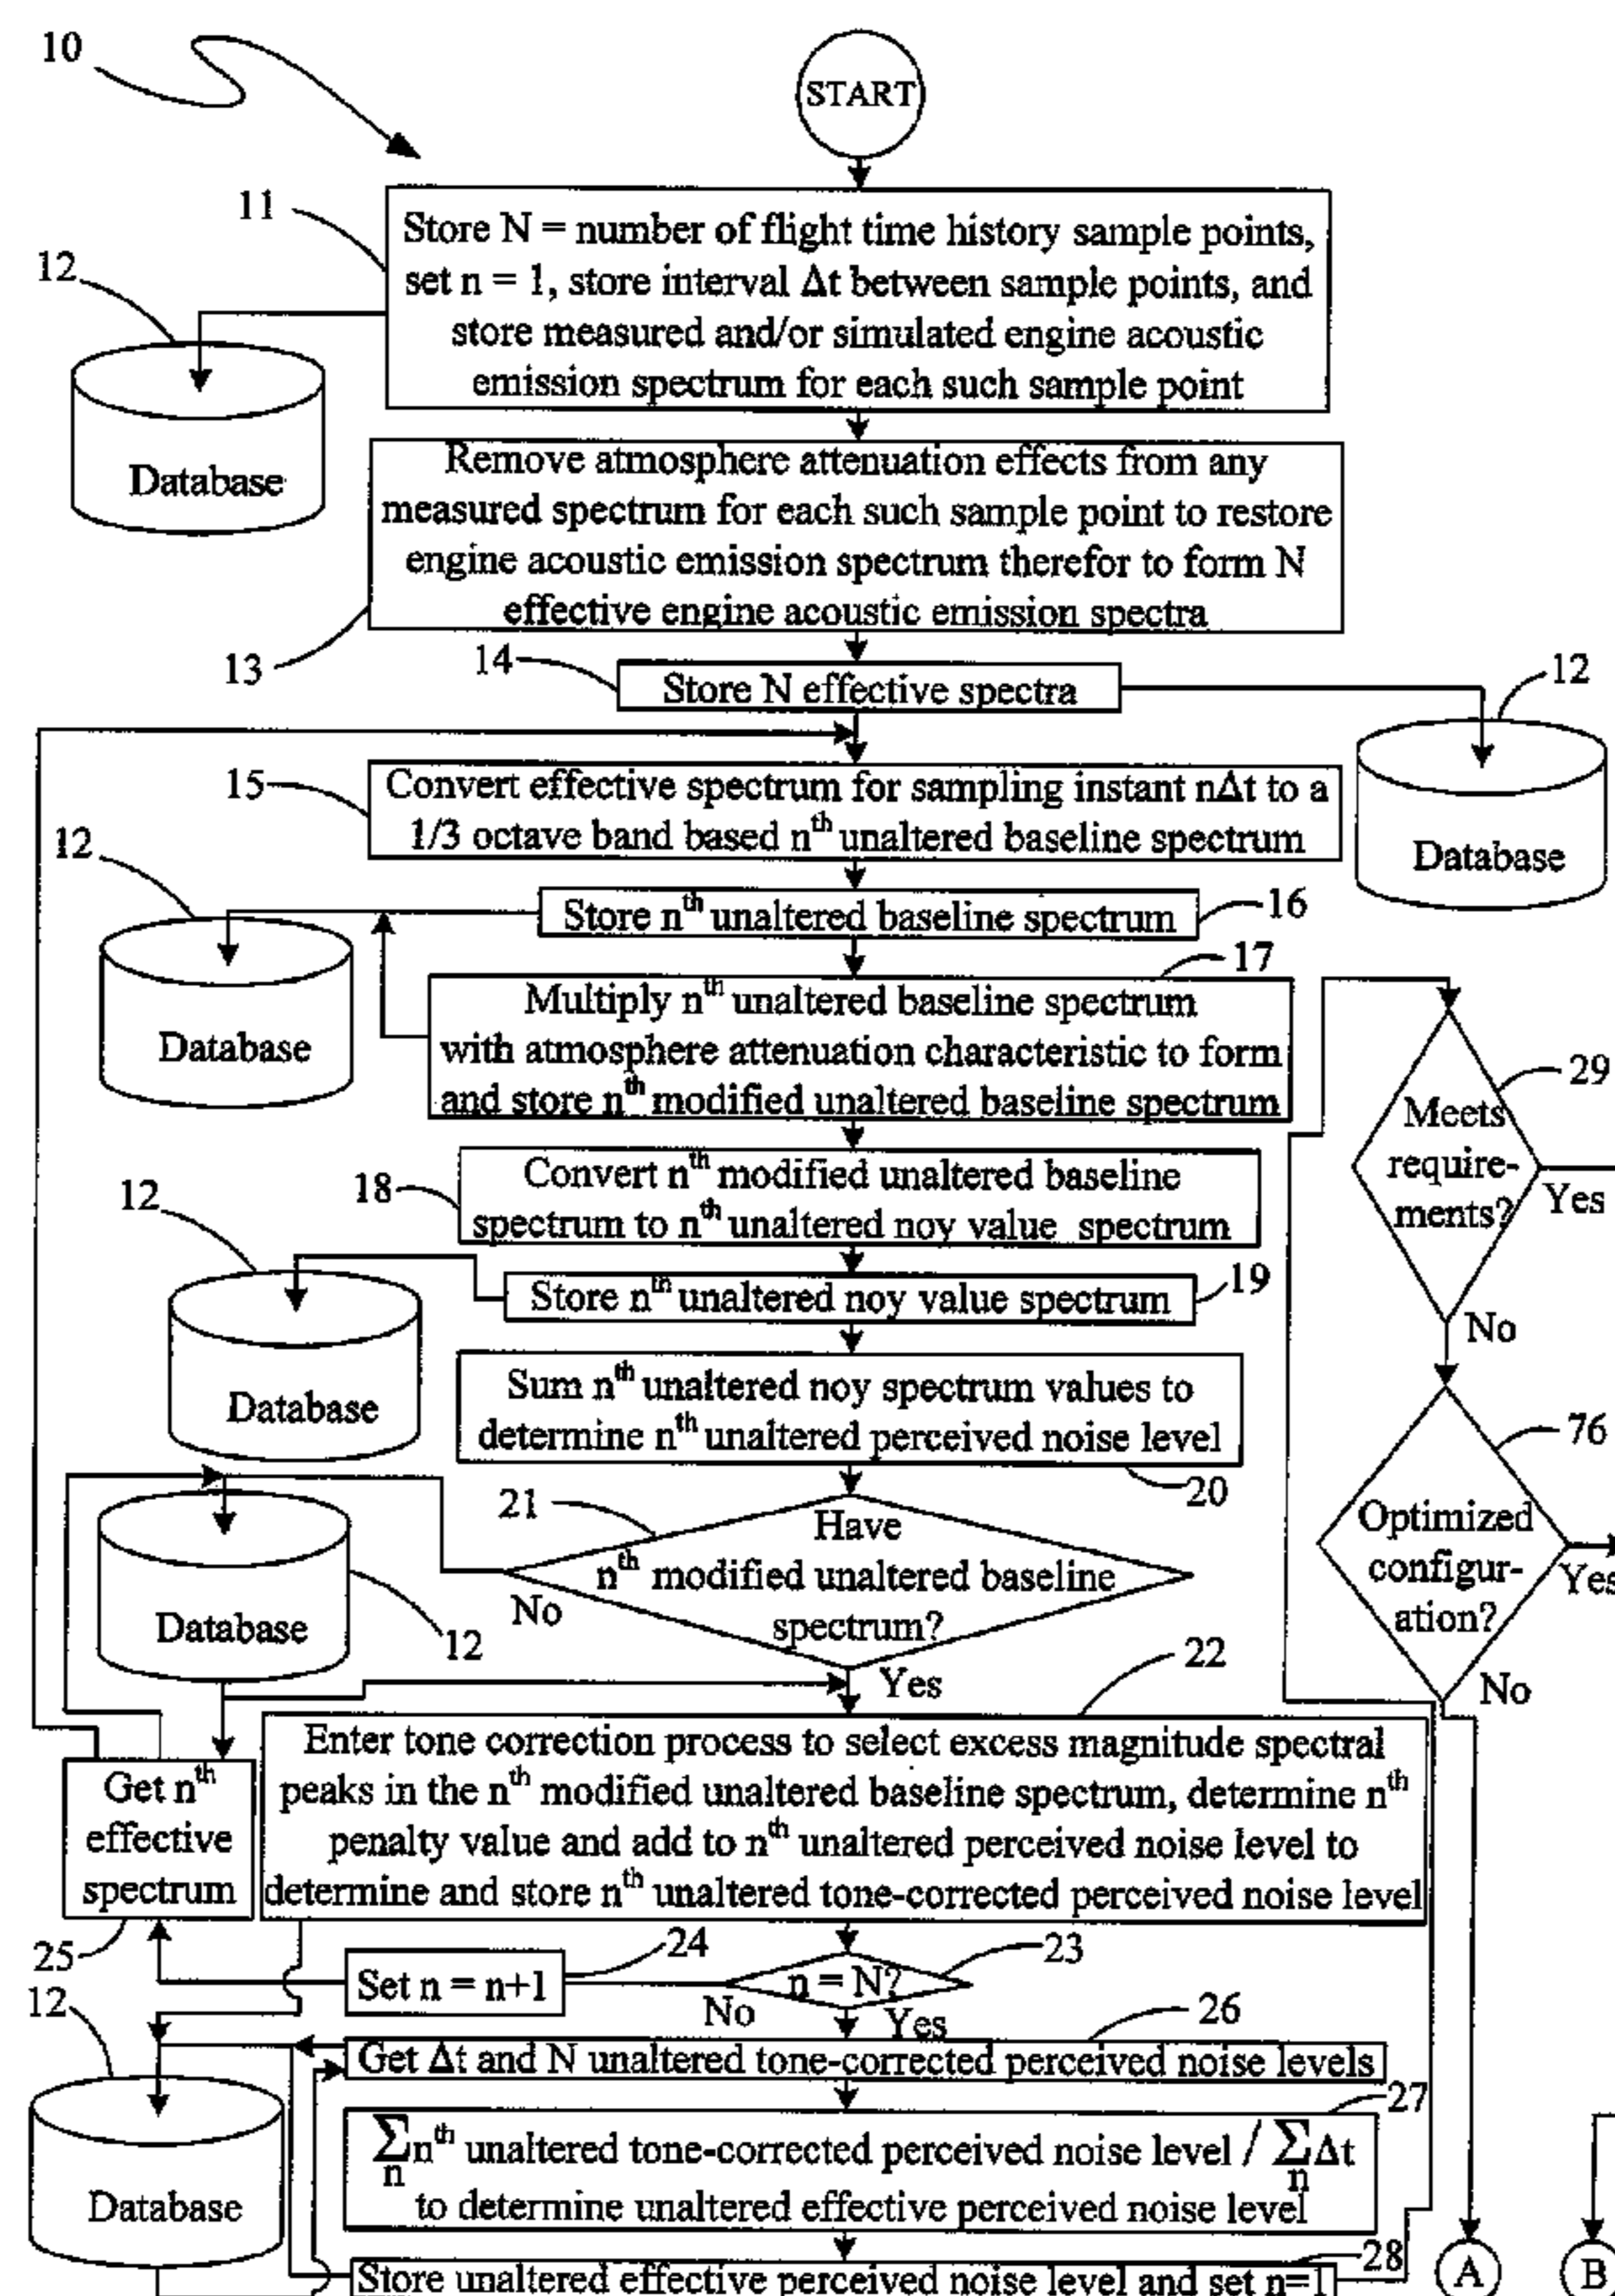 10
START
11
Store N = number of flight time history sample points,
set n = 1, store interval Δt between sample points, and
store measured and/or simulated engine acoustic
emission spectrum for each such sample point
12
Database
Remove atmosphere attenuation effects from any
measured spectrum for each such sample point to restore
engine acoustic emission spectrum therefor to form N
effective engine acoustic emission spectra
13
14
Store N effective spectra
12
Database
15
Convert effective spectrum for sampling instant nΔt to a
1/3 octave band based nth unaltered baseline spectrum
12
Database
Store nth unaltered baseline spectrum
16
17
Multiply nth unaltered baseline spectrum
with atmosphere attenuation characteristic to form
and store nth modified unaltered baseline spectrum
29
Meets
require-
ments?
Yes
No
18
Convert nth modified unaltered baseline
spectrum to nth unaltered noy value spectrum
12
Database
Store nth unaltered noy value spectrum
19
Sum nth unaltered noy spectrum values to
determine nth unaltered perceived noise level
20
76
Optimized
configur-
ation?
Yes
No
21
Have
nth modified unaltered baseline
spectrum?
No
Yes
Database
12
22
Enter tone correction process to select excess magnitude spectral
peaks in the nth modified unaltered baseline spectrum, determine nth
penalty value and add to nth unaltered perceived noise level to
determine and store nth unaltered tone-corrected perceived noise level
Get nth
effective
spectrum
25
24
Set n = n+1
23
n = N?
No
Yes
12
Database
26
Get Δt and N unaltered tone-corrected perceived noise levels
27
∑n nth unaltered tone-corrected perceived noise level / ∑n Δt
to determine unaltered effective perceived noise level
28
Store unaltered effective perceived noise level and set n=1
A
B